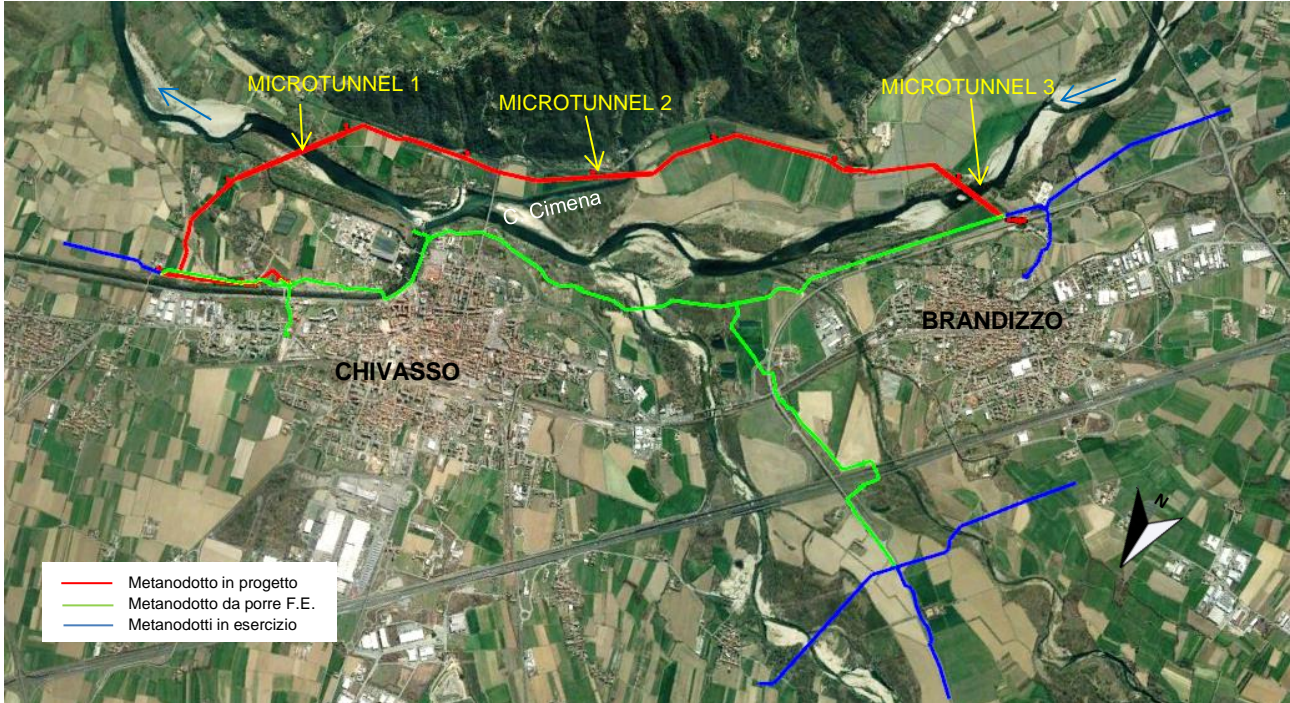 MICROTUNNEL 1
MICROTUNNEL 2
MICROTUNNEL 3
C. Cimena
BRANDIZZO
CHIVASSO
N
Metanodotto in progetto
Metanodotto da porre F.E.
Metanodotti in esercizio